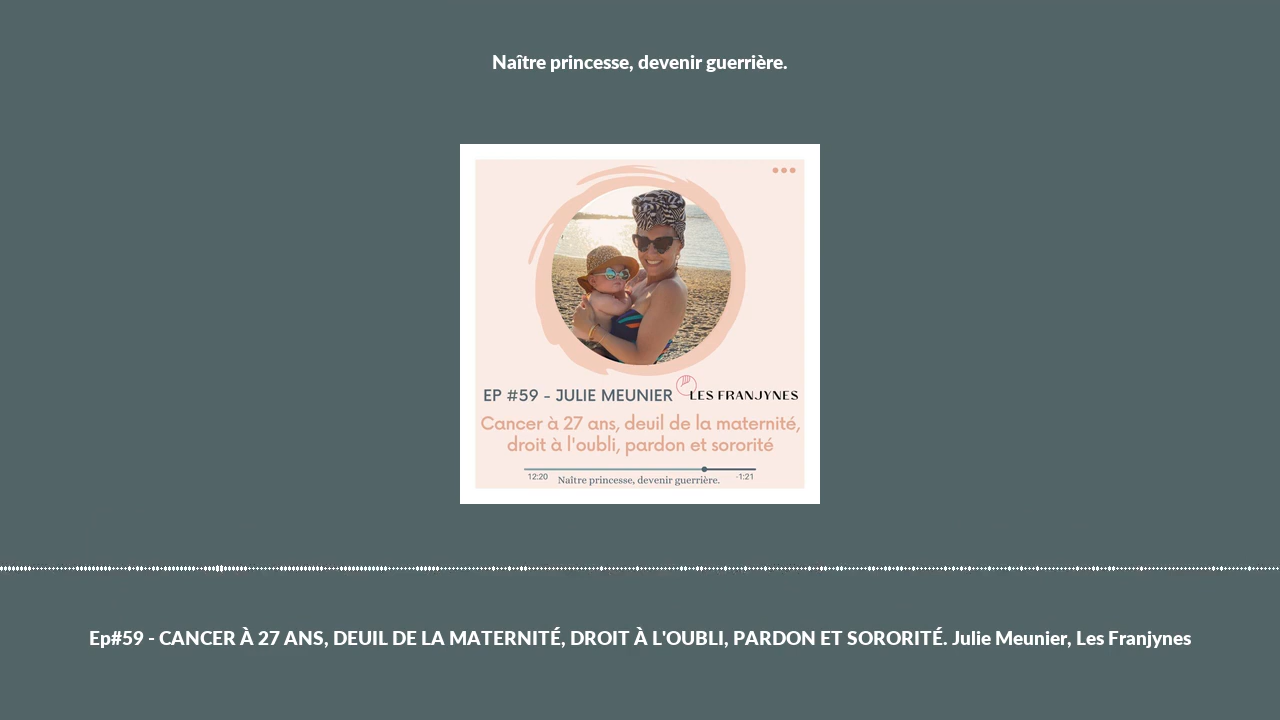 Naître princesse, devenir guerrière.
EP #59 - JULIE MEUNIER LES FRANJYNES
Cancer à 27 ans, deuil de la maternité,
droit à l'oubli, pardon et sororité
12:20 Naître princesse, devenir guerrière. -1:21
Ep#59 - CANCER À 27 ANS, DEUIL DE LA MATERNITÉ, DROIT À L'OUBLI, PARDON ET SORORITÉ. Julie Meunier, Les Franjynes